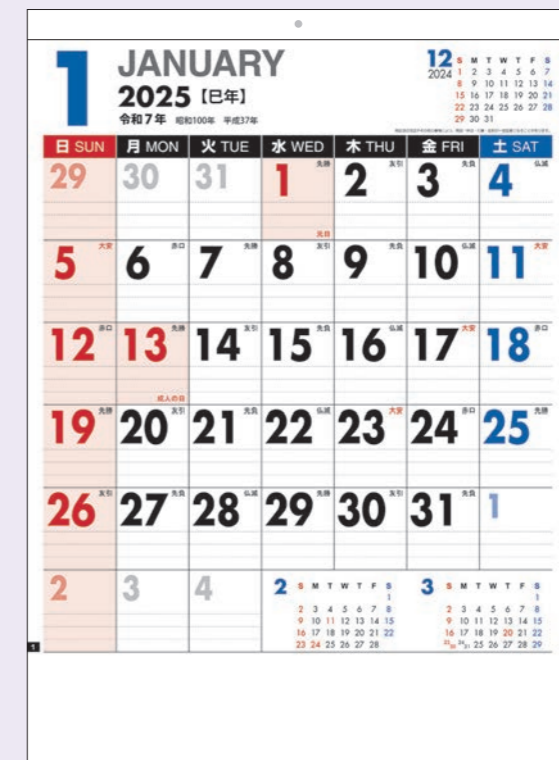 1
JANUARY
2025【巳年】
令和7年 昭和100年 平成37年
12
2024
S M T W T F S
1 2 3 4 5 6 7
8 9 10 11 12 13 14
15 16 17 18 19 20 21
22 23 24 25 26 27 28
29 30 31
日 SUN 月 MON 火 TUE 水 WED 木 THU 金 FRI 土 SAT
29 30 31 1 先勝 2 友引 3 先負 4 仏滅
元日
5 大安 6 赤口 7 先勝 8 友引 9 先負 10 仏滅 11 大安
12 赤口 13 先勝 14 友引 15 先負 16 仏滅 17 大安 18 赤口
成人の日
19 先勝 20 友引 21 先負 22 仏滅 23 大安 24 赤口 25 先勝
26 友引 27 先負 28 仏滅 29 先勝 30 友引 31 先負 1
2 3 4
2
S M T W T F S
1
2 3 4 5 6 7 8
9 10 11 12 13 14 15
16 17 18 19 20 21 22
23 24 25 26 27 28
3
S M T W T F S
1
2 3 4 5 6 7 8
9 10 11 12 13 14 15
16 17 18 19 20 21 22
23/30 24/31 25 26 27 28 29
1